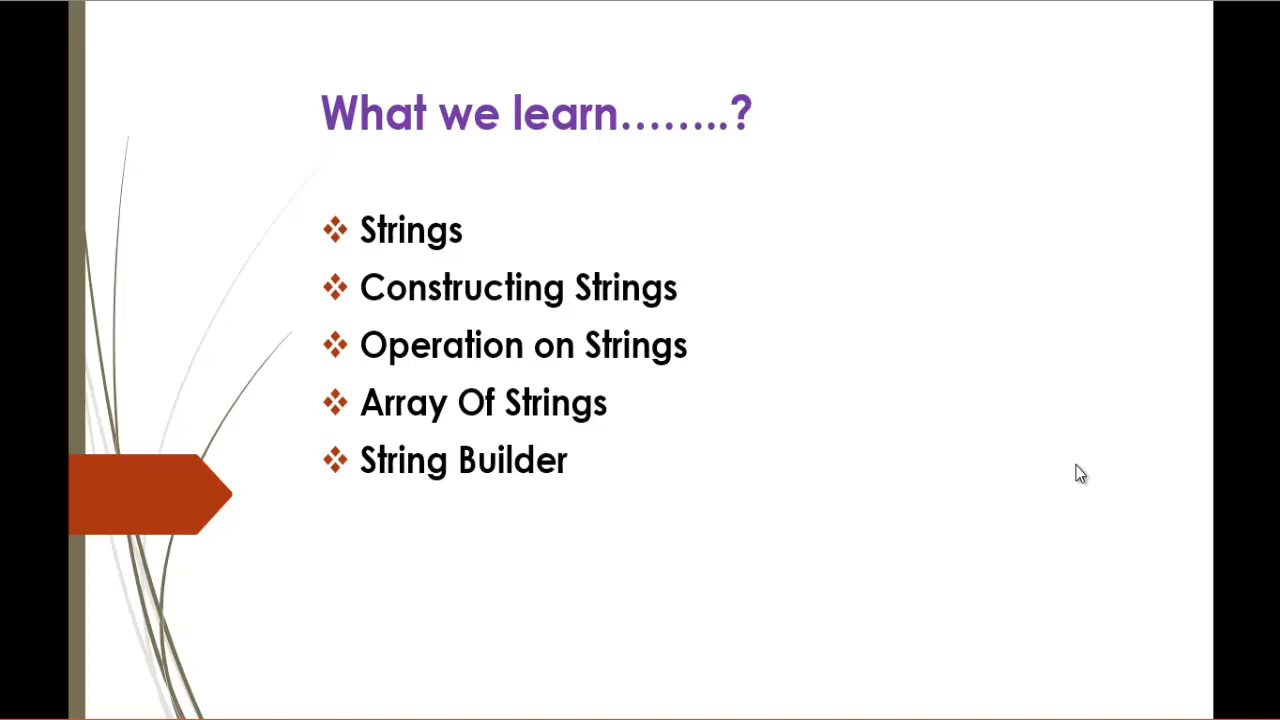 What we learn……..?
Strings
Constructing Strings
Operation on Strings
Array Of Strings
String Builder